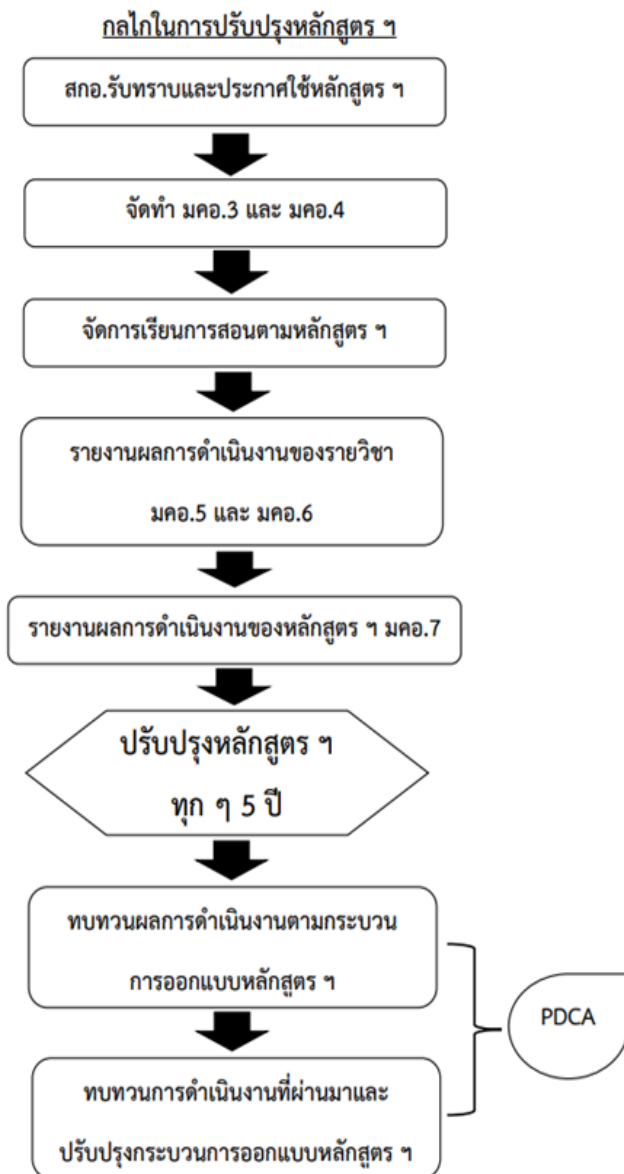 กลไกในการปรับปรุงหลักสูตร ฯ
สกอ.รับทราบและประกาศใช้หลักสูตร ฯ
จัดทำ มคอ.3 และ มคอ.4
จัดการเรียนการสอนตามหลักสูตร ฯ
รายงานผลการดำเนินงานของรายวิชา
มคอ.5 และ มคอ.6
รายงานผลการดำเนินงานของหลักสูตร ฯ มคอ.7
ปรับปรุงหลักสูตร ฯ
ทุก ๆ 5 ปี
ทบทวนผลการดำเนินงานตามกระบวน
การออกแบบหลักสูตร ฯ
PDCA
ทบทวนการดำเนินงานที่ผ่านมาและ
ปรับปรุงกระบวนการออกแบบหลักสูตร ฯ